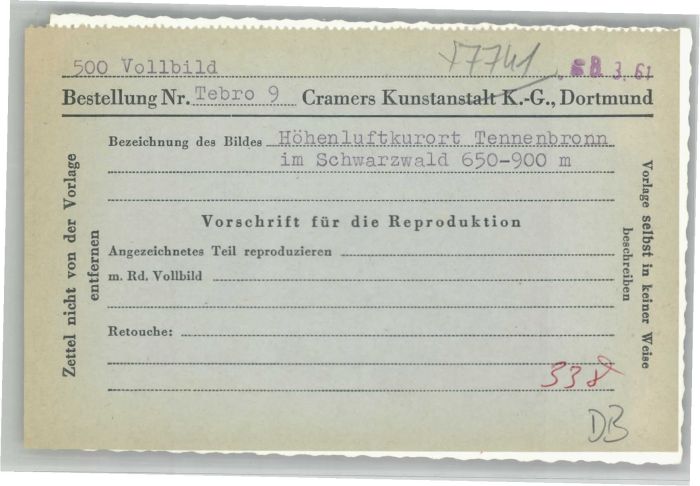 500 Vollbild
17741
3. 61
Bestellung Nr. Tebro 9 Cramers Kunstanstalt K.-G., Dortmund
Bezeichnung des Bildes Höhenluftkurort Tennenbronn
im Schwarzwald 650-900 m
Vorschrift für die Reproduktion
Angezeichnetes Teil reproduzieren
m. Rd. Vollbild
Retouche:
338
DB
Zettel nicht von der Vorlage
entfernen
Vorlage selbst in keiner Weise
beschreiben